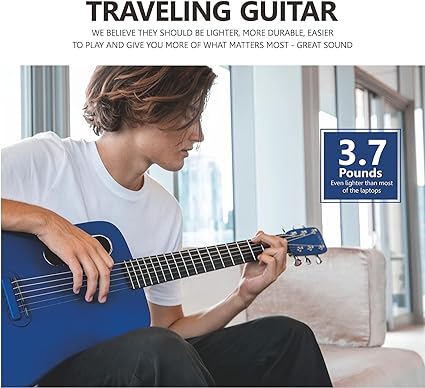 TRAVELING GUITAR
WE BELIEVE THEY SHOULD BE LIGHTER, MORE DURABLE, EASIER
TO PLAY AND GIVE YOU MORE OF WHAT MATTERS MOST - GREAT SOUND
3.7
Pounds
Even lighter than most
of the laptops